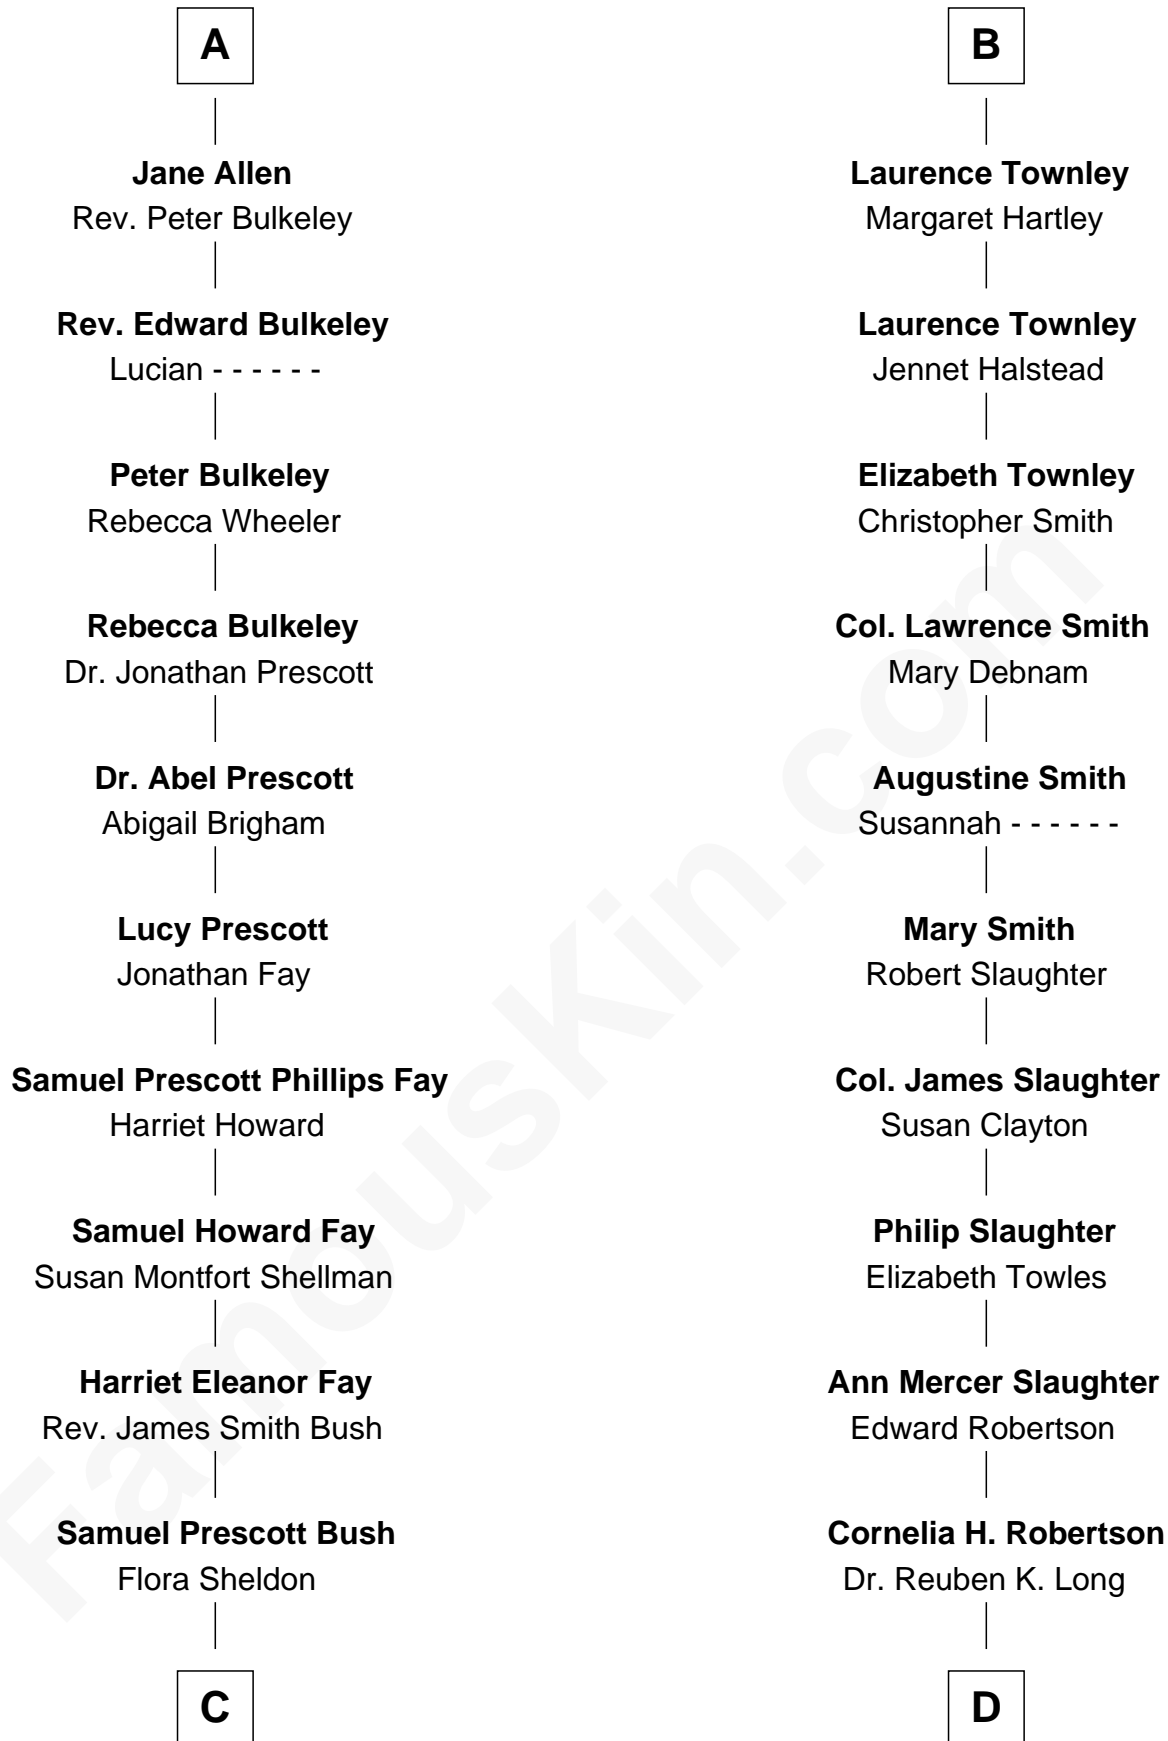 A
Jane Allen
Rev. Peter Bulkeley
Rev. Edward Bulkeley
Lucian - - - - - -
Peter Bulkeley
Rebecca Wheeler
Rebecca Bulkeley
Dr. Jonathan Prescott
Dr. Abel Prescott
Abigail Brigham
Lucy Prescott
Jonathan Fay
Samuel Prescott Phillips Fay
Harriet Howard
Samuel Howard Fay
Susan Montfort Shellman
Harriet Eleanor Fay
Rev. James Smith Bush
Samuel Prescott Bush
Flora Sheldon
C
B
Laurence Townley
Margaret Hartley
Laurence Townley
Jennet Halstead
Elizabeth Townley
Christopher Smith
Col. Lawrence Smith
Mary Debnam
Augustine Smith
Susannah - - - - - -
Mary Smith
Robert Slaughter
Col. James Slaughter
Susan Clayton
Philip Slaughter
Elizabeth Towles
Ann Mercer Slaughter
Edward Robertson
Cornelia H. Robertson
Dr. Reuben K. Long
D
FamousKin.com